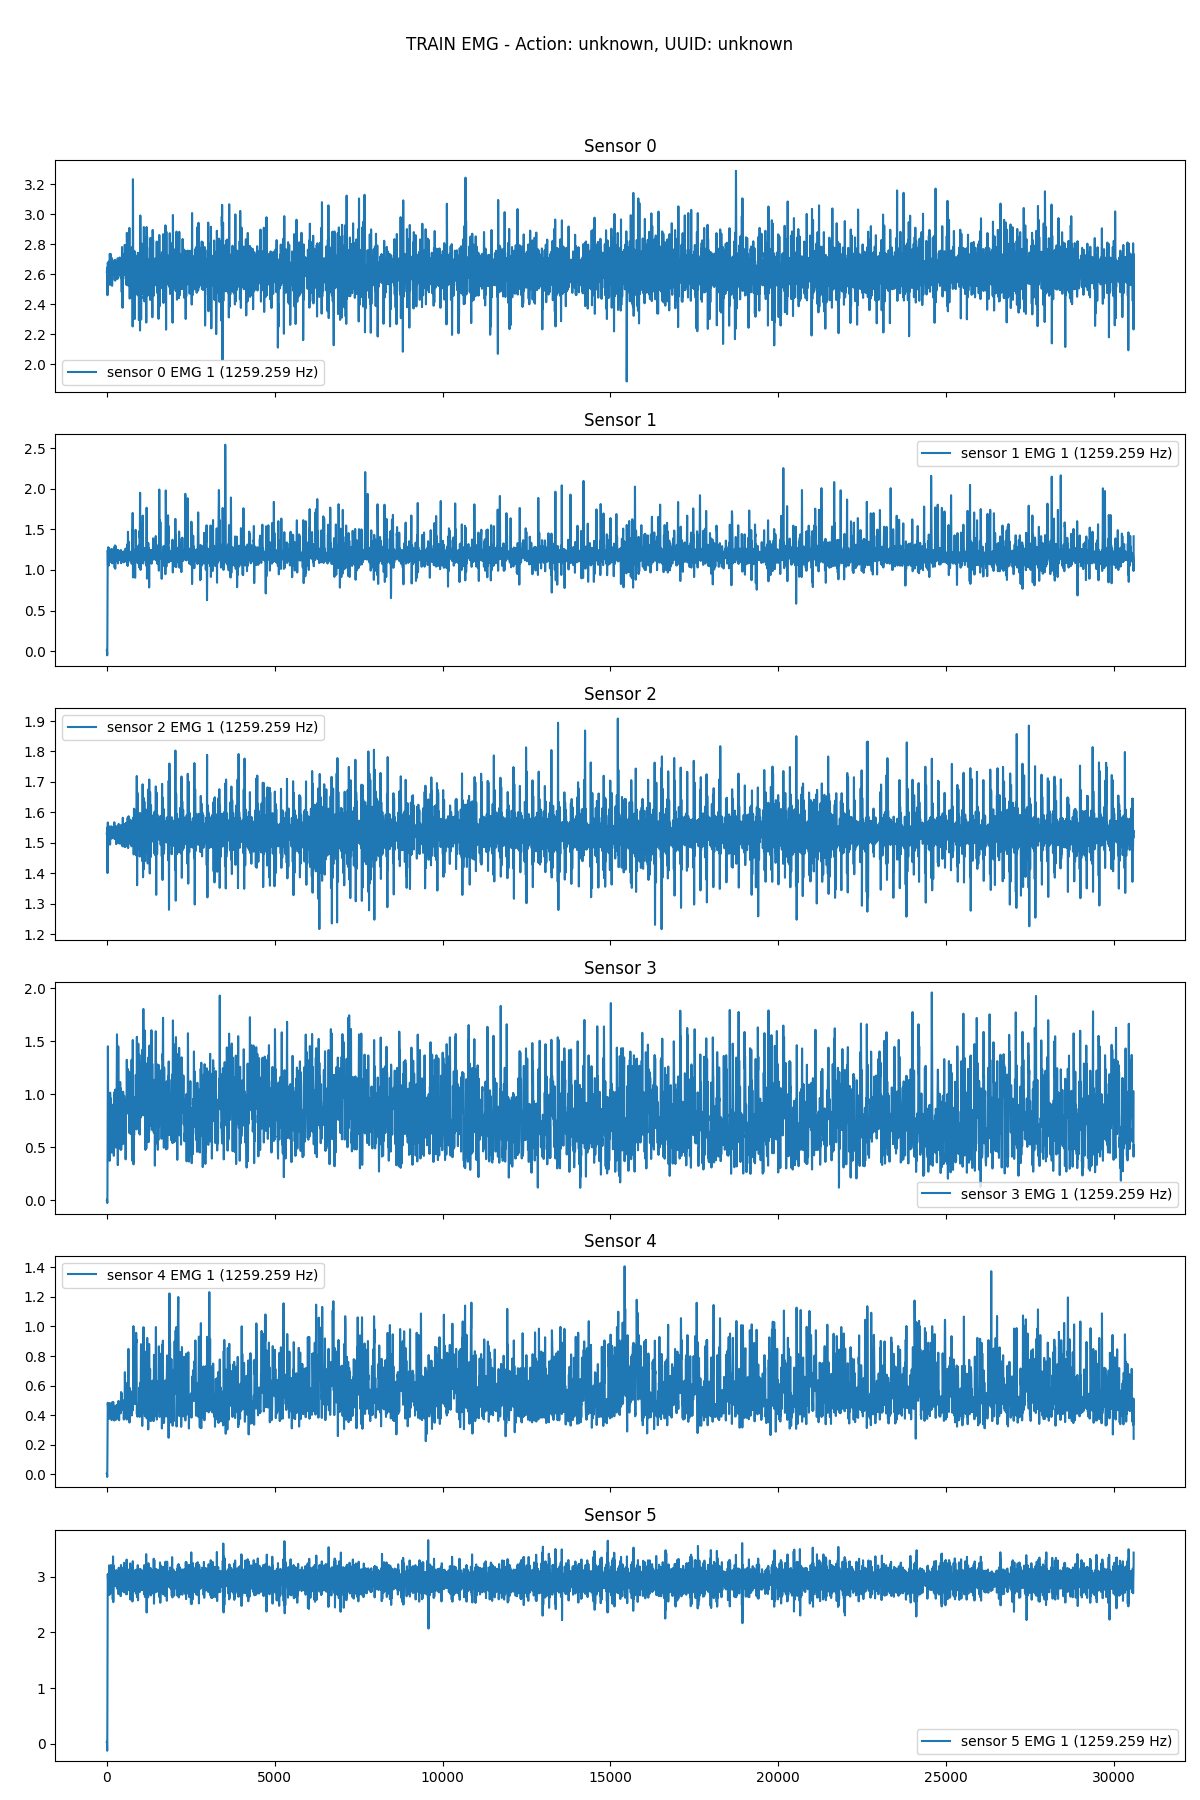 TRAIN EMG - Action: unknown, UUID: unknown
Sensor 0
3.2
3.0
2.8
2.6
2.4
2.2
2.0
sensor 0 EMG 1 (1259.259 Hz)
Sensor 1
2.5
2.0
1.5
1.0
0.5
0.0
sensor 1 EMG 1 (1259.259 Hz)
Sensor 2
1.9
1.8
1.7
1.6
1.5
1.4
1.3
1.2
sensor 2 EMG 1 (1259.259 Hz)
Sensor 3
2.0
1.5
1.0
0.5
0.0
sensor 3 EMG 1 (1259.259 Hz)
Sensor 4
1.4
1.2
1.0
0.8
0.6
0.4
0.2
0.0
sensor 4 EMG 1 (1259.259 Hz)
Sensor 5
3
2
1
0
sensor 5 EMG 1 (1259.259 Hz)
0 5000 10000 15000 20000 25000 30000